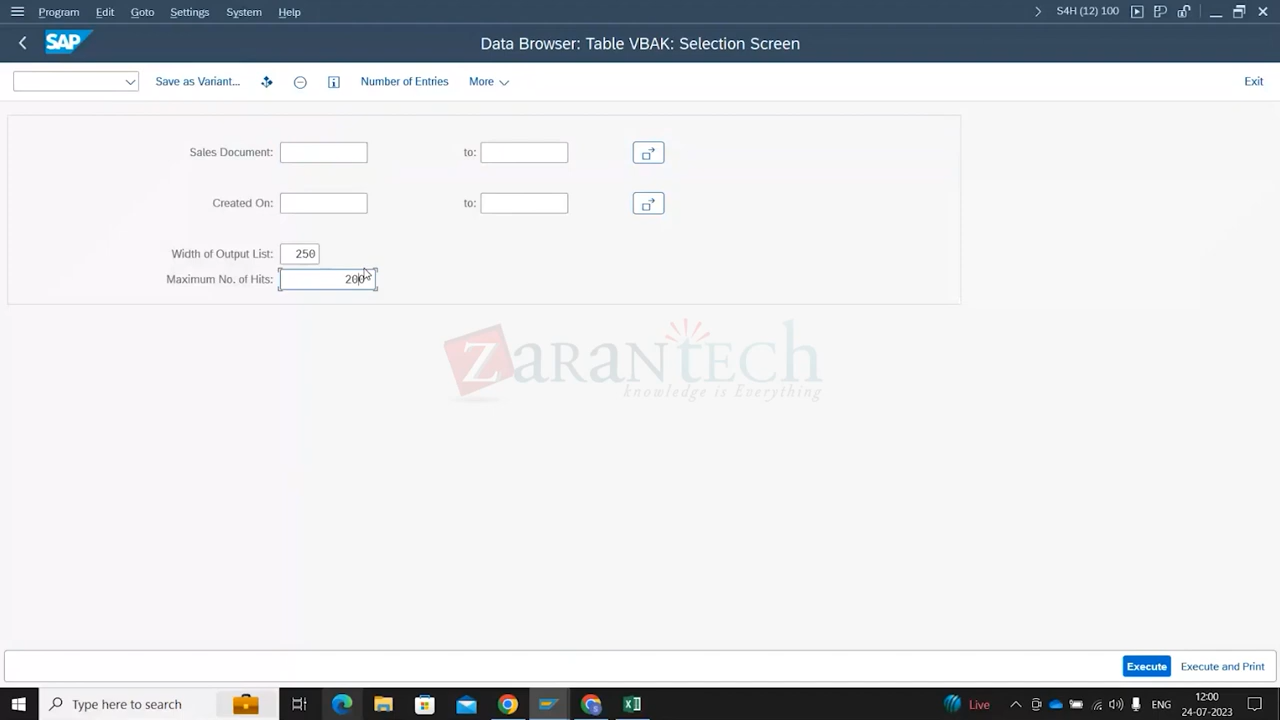 Program Edit Goto Settings System Help S4H (12) 100
SAP Data Browser: Table VBAK: Selection Screen
Save as Variant... Number of Entries More Exit
Sales Document: to:
Created On: to:
Width of Output List: 250
Maximum No. of Hits: 200
ZARANTECH
knowledge is Everything
Execute Execute and Print
Type here to search Live ENG 12:00
24-07-2023